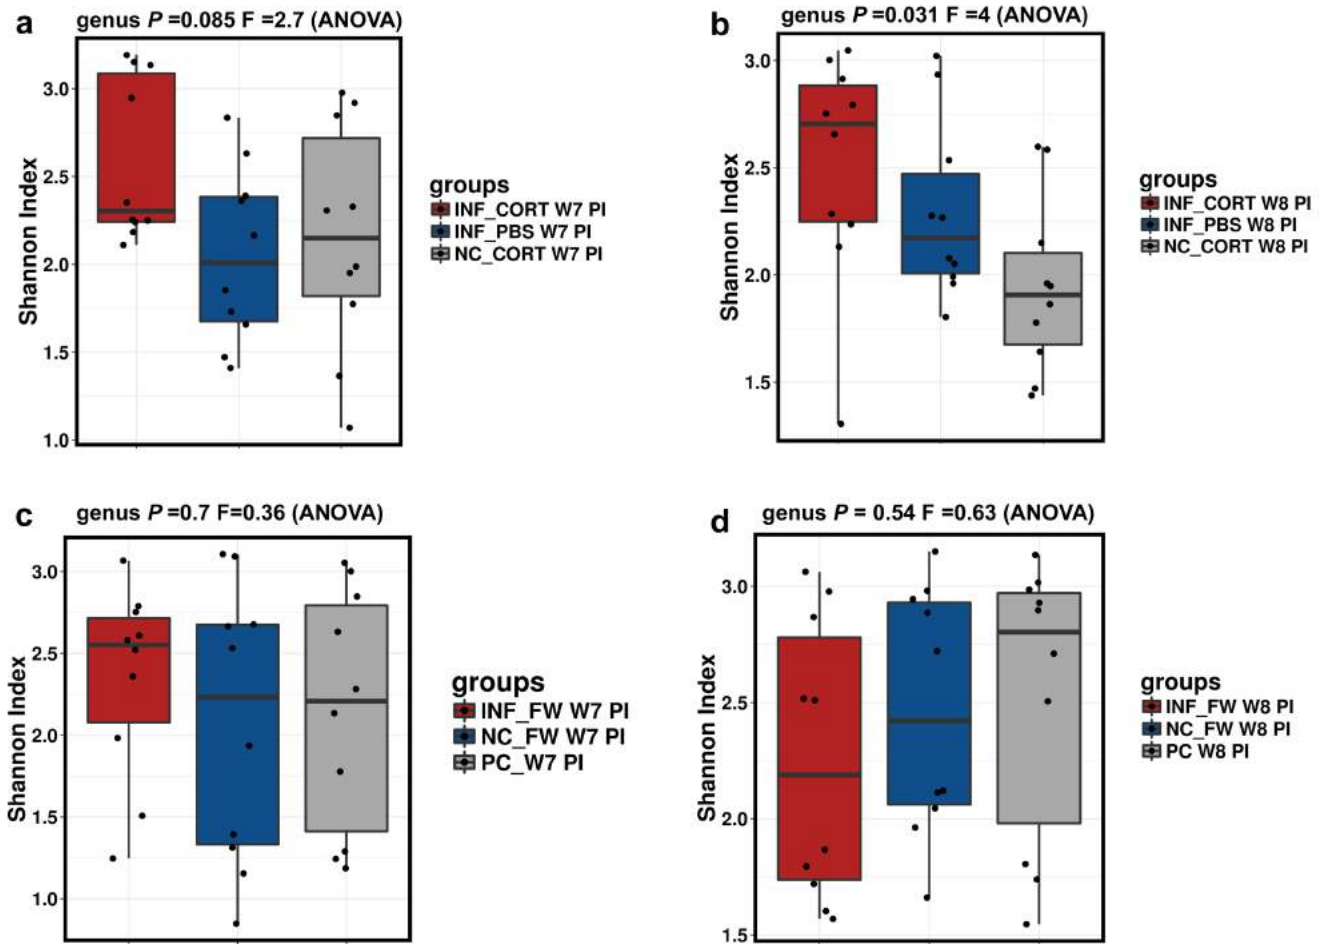 a
genus P =0.085 F =2.7 (ANOVA)
Shannon Index
3.0
2.5
2.0
1.5
1.0
groups
INF_CORT W7 PI
INF_PBS W7 PI
NC_CORT W7 PI
b
genus P =0.031 F =4 (ANOVA)
Shannon Index
3.0
2.5
2.0
1.5
groups
INF_CORT W8 PI
INF_PBS W8 PI
NC_CORT W8 PI
c
genus P =0.7 F=0.36 (ANOVA)
Shannon Index
3.0
2.5
2.0
1.5
1.0
groups
INF_FW W7 PI
NC_FW W7 PI
PC_W7 PI
d
genus P = 0.54 F =0.63 (ANOVA)
Shannon Index
3.0
2.5
2.0
1.5
groups
INF_FW W8 PI
NC_FW W8 PI
PC W8 PI